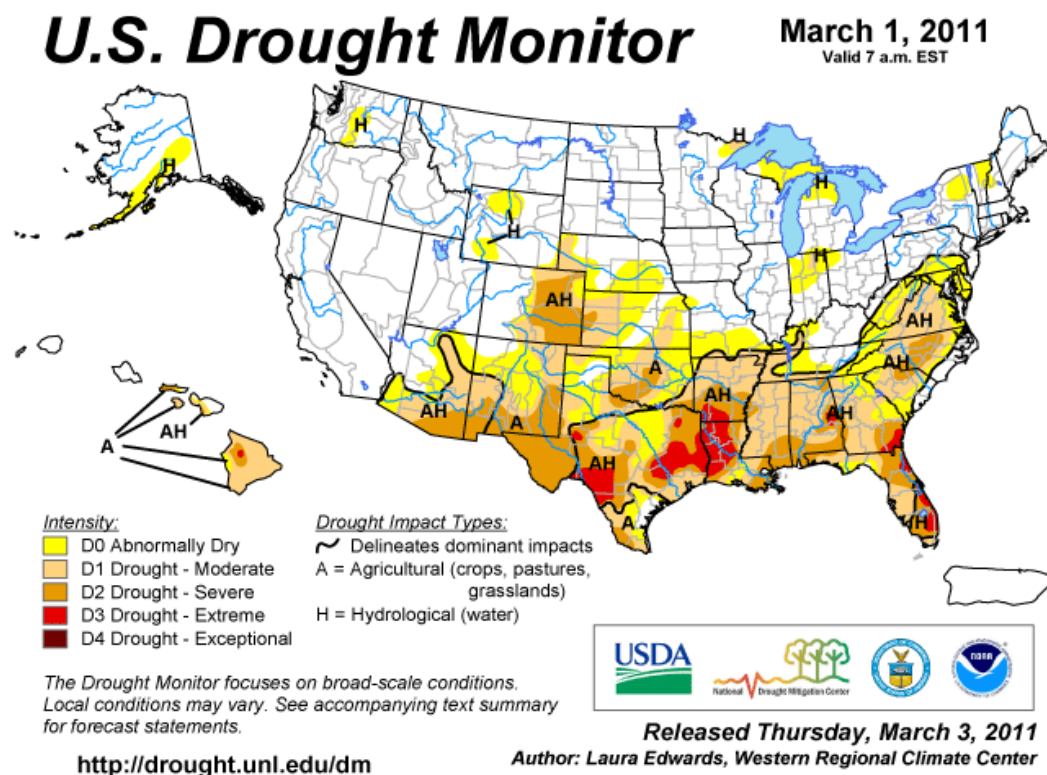 U.S. Drought Monitor
March 1, 2011
Valid 7 a.m. EST
H
H
H
H
H
H
AH
AH
AH
A
AH
AH
A
AH
AH
A
AH
A
AH
Intensity:
D0 Abnormally Dry
D1 Drought - Moderate
D2 Drought - Severe
D3 Drought - Extreme
D4 Drought - Exceptional
Drought Impact Types:
Delineates dominant impacts
A = Agricultural (crops, pastures,
grasslands)
H = Hydrological (water)
The Drought Monitor focuses on broad-scale conditions.
Local conditions may vary. See accompanying text summary
for forecast statements.
http://drought.unl.edu/dm
USDA
National Drought Mitigation Center
NOAA
Released Thursday, March 3, 2011
Author: Laura Edwards, Western Regional Climate Center